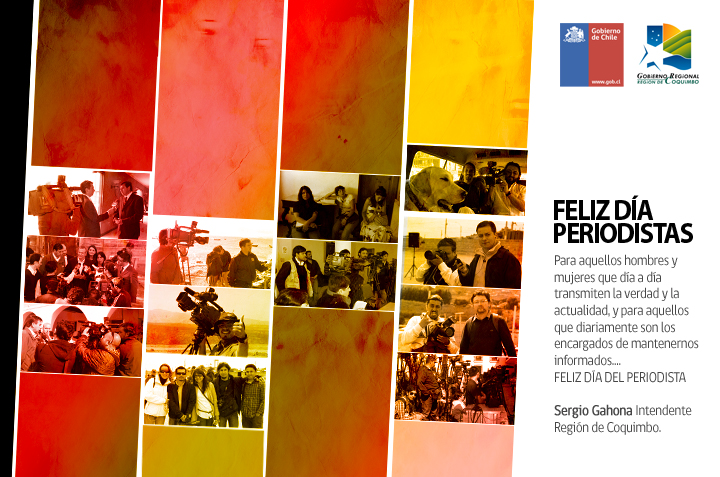 Gobierno
de Chile
www.gob.cl
GOBIERNO REGIONAL
REGIÓN DE COQUIMBO
FELIZ DÍA
PERIODISTAS
Para aquellos hombres y
mujeres que día a día
transmiten la verdad y la
actualidad, y para aquellos
que diariamente son los
encargados de mantenernos
informados....
FELIZ DÍA DEL PERIODISTA
Sergio Gahona Intendente
Región de Coquimbo.